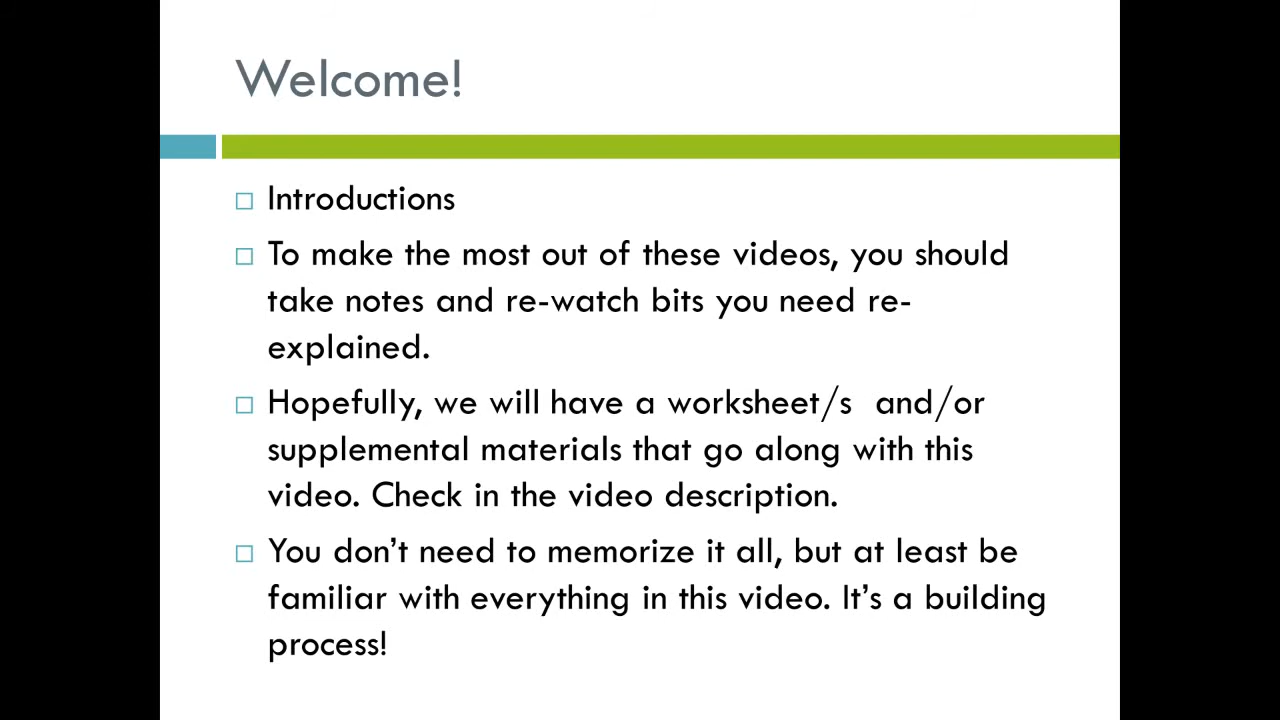 Welcome!
Introductions
To make the most out of these videos, you should
take notes and re-watch bits you need re-
explained.
Hopefully, we will have a worksheet/s and/or
supplemental materials that go along with this
video. Check in the video description.
You don’t need to memorize it all, but at least be
familiar with everything in this video. It’s a building
process!